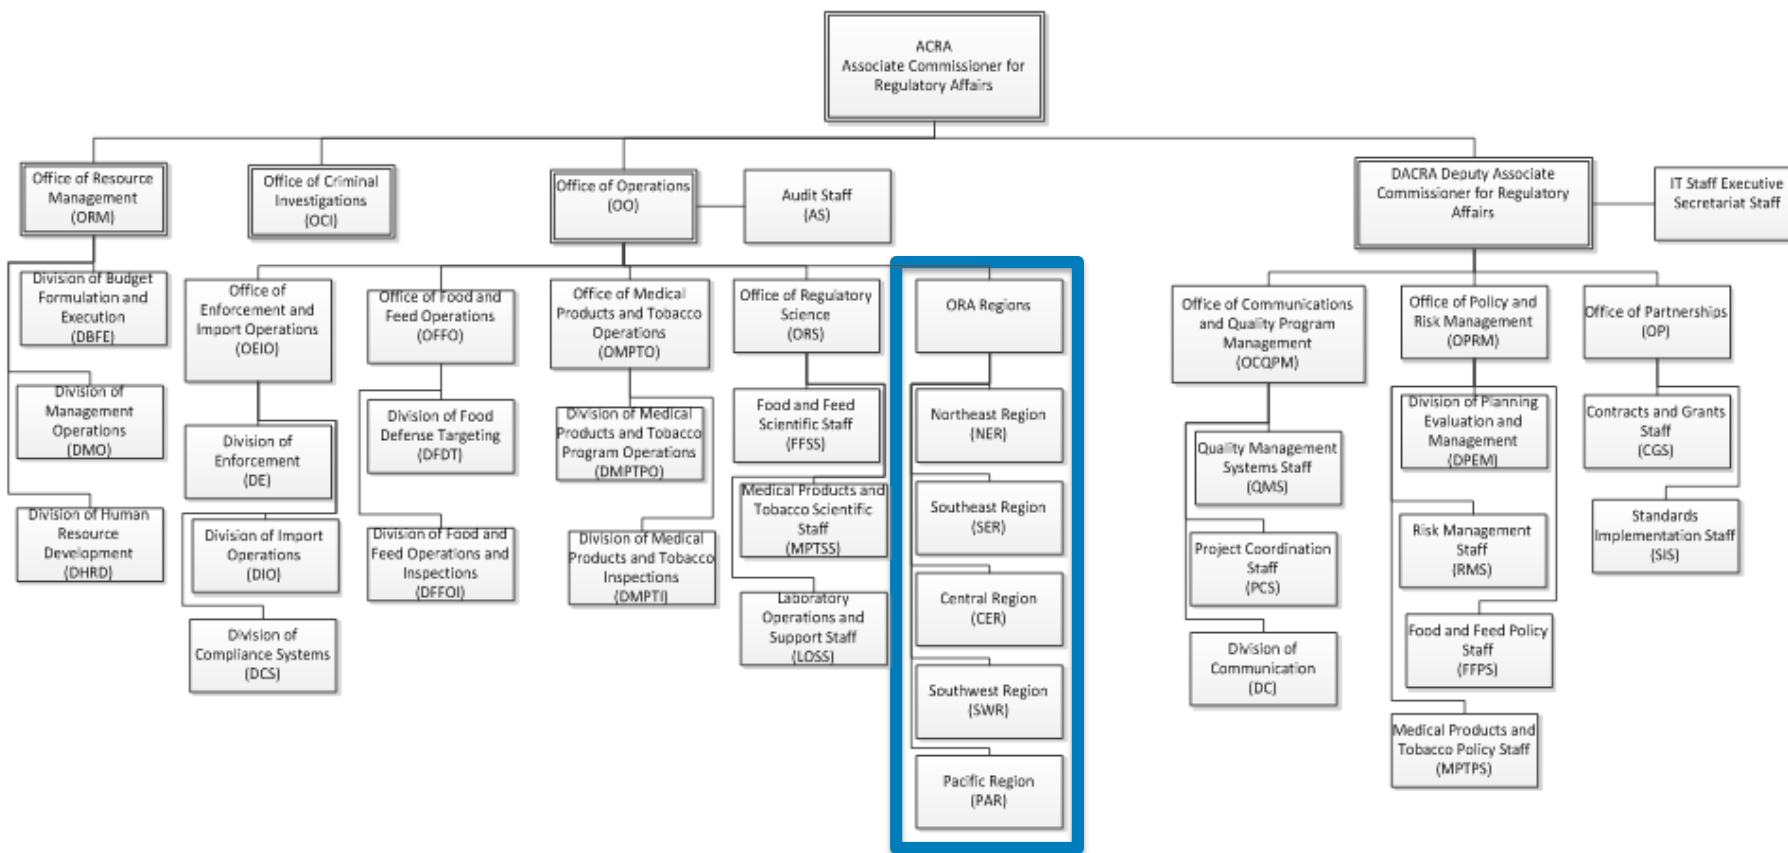 ACRA
Associate Commissioner for
Regulatory Affairs
Office of Resource
Management
(ORM)
Office of Criminal
Investigations
(OCI)
Office of Operations
(OO)
Audit Staff
(AS)
DACRA Deputy Associate
Commissioner for Regulatory
Affairs
IT Staff Executive
Secretariat Staff
Division of Budget
Formulation and
Execution
(DBFE)
Division of
Management
Operations
(DMO)
Division of Human
Resource
Development
(DHRD)
Office of
Enforcement and
Import Operations
(OEIO)
Division of
Enforcement
(DE)
Division of Import
Operations
(DIO)
Division of
Compliance Systems
(DCS)
Office of Food and
Feed Operations
(OFFO)
Division of Food
Defense Targeting
(DFDT)
Division of Food and
Feed Operations and
Inspections
(DFFOI)
Office of Medical
Products and Tobacco
Operations
(OMPTO)
Division of Medical
Products and Tobacco
Program Operations
(DMPTPO)
Division of Medical
Products and Tobacco
Inspections
(DMPTI)
Office of Regulatory
Science
(ORS)
Food and Feed
Scientific Staff
(FFSS)
Medical Products and
Tobacco Scientific
Staff
(MPTSS)
Laboratory
Operations and
Support Staff
(LOSS)
ORA Regions
Northeast Region
(NER)
Southeast Region
(SER)
Central Region
(CER)
Southwest Region
(SWR)
Pacific Region
(PAR)
Office of Communications
and Quality Program
Management
(OCQPM)
Quality Management
Systems Staff
(QMS)
Project Coordination
Staff
(PCS)
Division of
Communication
(DC)
Office of Policy and
Risk Management
(OPRM)
Division of Planning
Evaluation and
Management
(DPEM)
Risk Management
Staff
(RMS)
Food and Feed Policy
Staff
(FFPS)
Medical Products and
Tobacco Policy Staff
(MPTPS)
Office of Partnerships
(OP)
Contracts and Grants
Staff
(CGS)
Standards
Implementation Staff
(SIS)